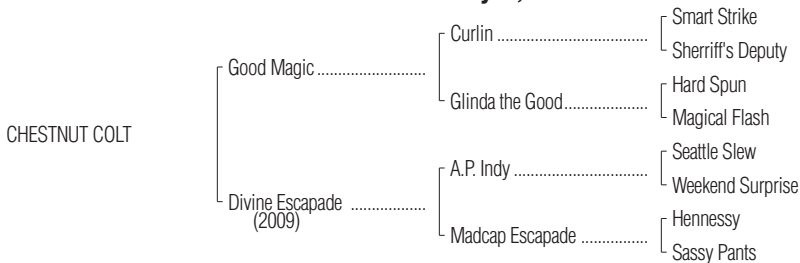 Smart Strike
Curlin ................................................
Sherriff's Deputy
Good Magic ..........................
Hard Spun
Glinda the Good....................
Magical Flash
CHESTNUT COLT
Seattle Slew
A.P. Indy ................................
Weekend Surprise
Divine Escapade ..................
(2009)
Hennessy
Madcap Escapade ................
Sassy Pants